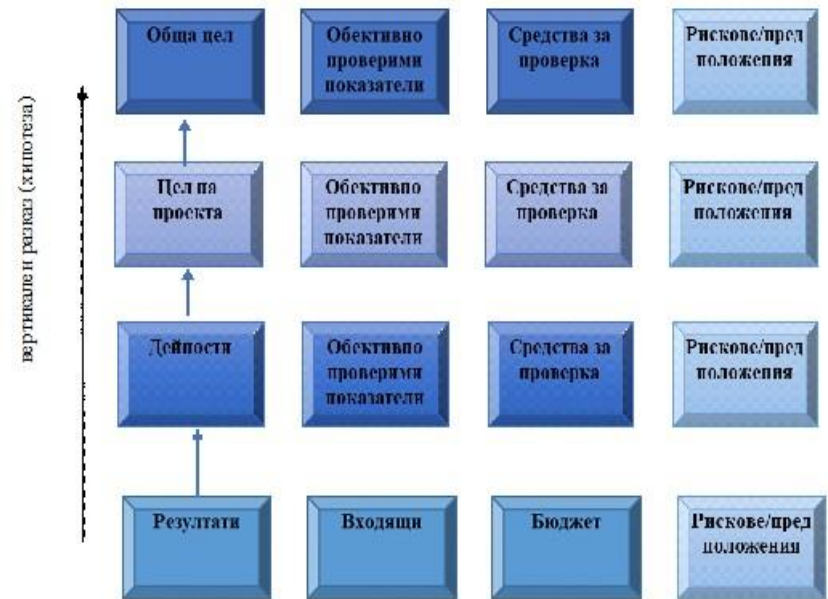 вертикален разказ (хипотеза)
Обща цел
Обективно
проверими
показатели
Средства за
проверка
Рискове/пред
положения
Цел на
проекта
Обективно
проверими
показатели
Средства за
проверка
Рискове/пред
положения
Дейности
Обективно
проверими
показатели
Средства за
проверка
Рискове/пред
положения
Резултати
Входящи
Бюджет
Рискове/пред
положения